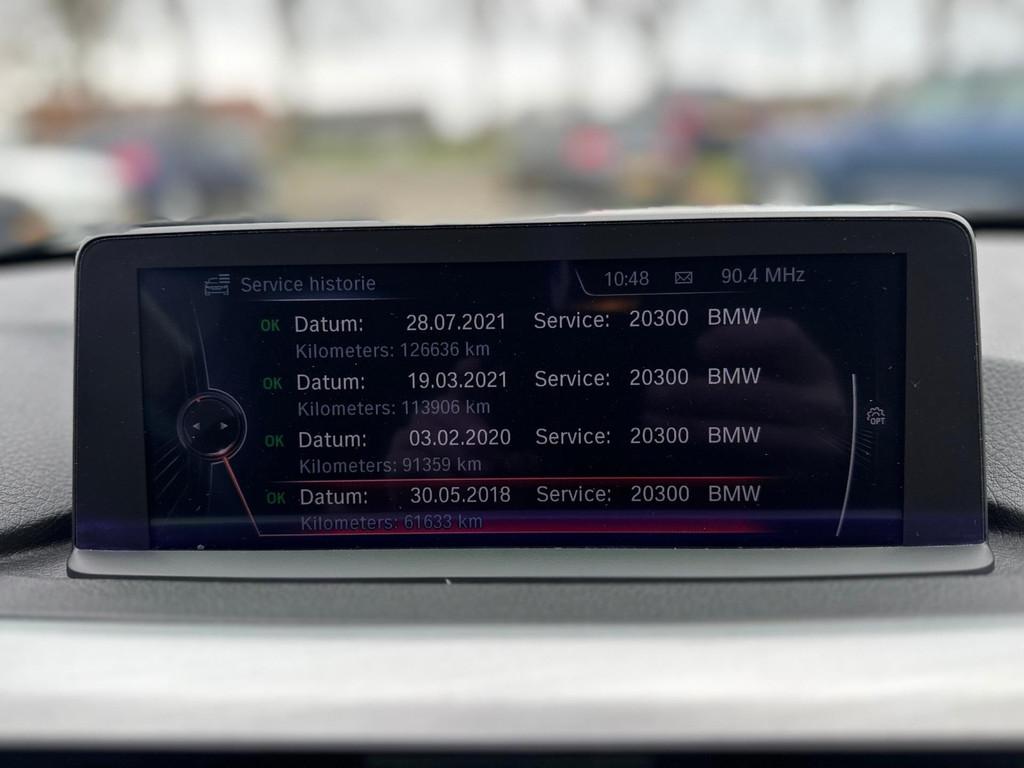 Service historie 10:48 90.4 MHz
OK Datum: 28.07.2021 Service: 20300 BMW
Kilometers: 126636 km
OK Datum: 19.03.2021 Service: 20300 BMW
Kilometers: 113906 km
OK Datum: 03.02.2020 Service: 20300 BMW
Kilometers: 91359 km
OK Datum: 30.05.2018 Service: 20300 BMW
Kilometers: 61633 km
OPT